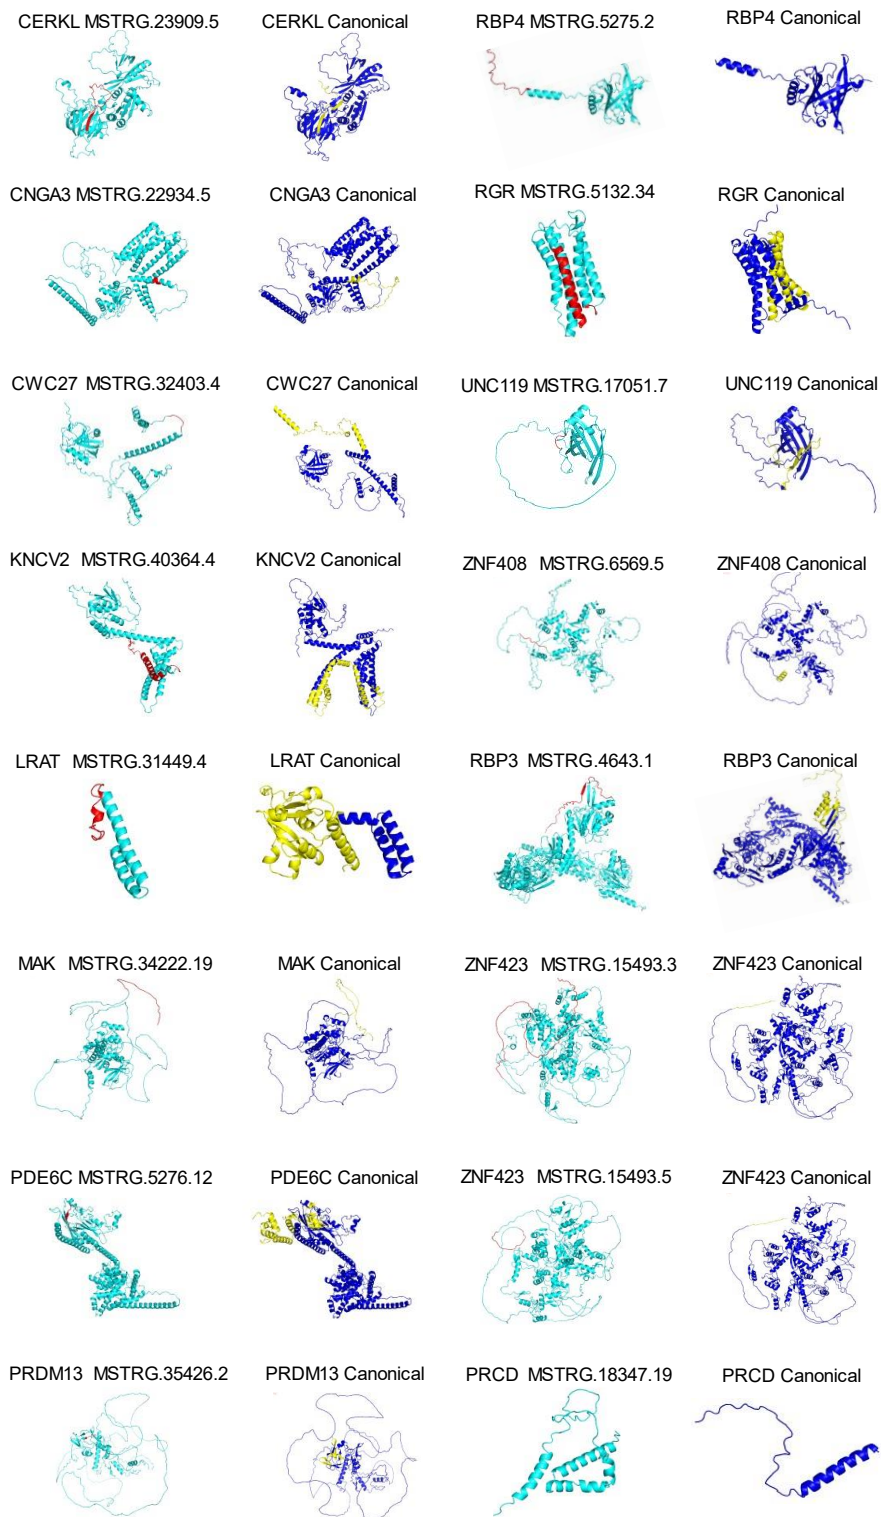 CERKL MSTRG.23909.5 CERKL Canonical RBP4 MSTRG.5275.2 RBP4 Canonical
CNGA3 MSTRG.22934.5 CNGA3 Canonical RGR MSTRG.5132.34 RGR Canonical
CWC27 MSTRG.32403.4 CWC27 Canonical UNC119 MSTRG.17051.7 UNC119 Canonical
KNCV2 MSTRG.40364.4 KNCV2 Canonical ZNF408 MSTRG.6569.5 ZNF408 Canonical
LRAT MSTRG.31449.4 LRAT Canonical RBP3 MSTRG.4643.1 RBP3 Canonical
MAK MSTRG.34222.19 MAK Canonical ZNF423 MSTRG.15493.3 ZNF423 Canonical
PDE6C MSTRG.5276.12 PDE6C Canonical ZNF423 MSTRG.15493.5 ZNF423 Canonical
PRDM13 MSTRG.35426.2 PRDM13 Canonical PRCD MSTRG.18347.19 PRCD Canonical